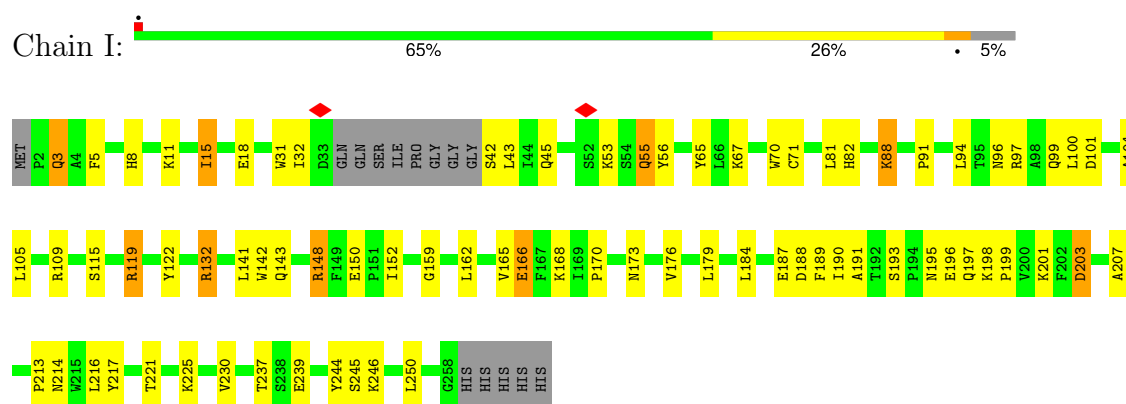 Chain I:
65% 26% • 5%
MET P2 Q3 A4 F5 H8 K11 I15 E18 W31 I32 D33 GLN GLN SER ILE PRO GLY GLY GLY S42 L43 I44 Q45 S52 K53 S54 Q55 Y56 Y65 L66 K67 W70 C71 L81 H82 K88 P91 L94 T95 N96 R97 A98 Q99 L100 D101 A104
L105 R109 S115 R119 Y122 R132 L141 W142 Q143 R148 F149 E150 P151 I152 G159 L162 V165 E166 F167 K168 I169 P170 N173 V176 L179 L184 E187 D188 F189 I190 A191 T192 S193 P194 N195 E196 Q197 K198 P199 V200 K201 F202 D203 A207
P213 N214 W215 L216 Y217 T221 K225 V230 T237 S238 E239 Y244 S245 K246 L250 G258 HIS HIS HIS HIS HIS